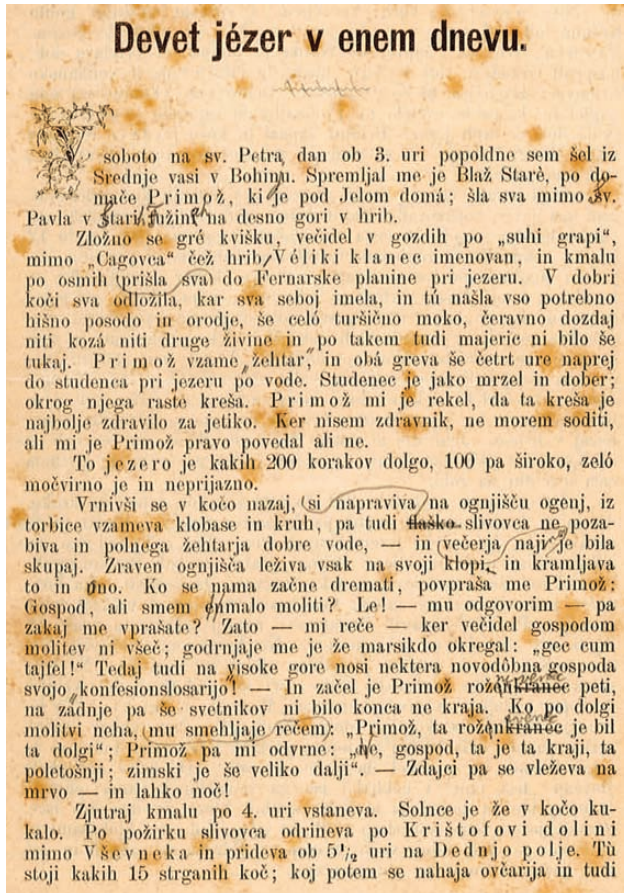 Devet jézer v enem dnevu.
V soboto na sv. Petra dan ob 3. uri popoldne sem šel iz
Srednje vasi v Bohinu. Spremljal me je Blaž Starè, po do-
mače Primož, ki je pod Jelom domá; šla sva mimo sv.
Pavla v stari fužini na desno gori v hrib.
Zložno se gré kvišku, večidel v gozdih po „suhi grapi“,
mimo „Cagovca“ čež hrib Véliki klanec imenovan, in kmalu
po osmih prišla sva do Fernarske planine pri jezeru. V dobri
koči sva odložila, kar sva seboj imela, in tú našla vso potrebno
hišno posodo in orodje, še celó turšično moko, čeravno dozdaj
niti kozá niti druge živine in po takem tudi majeric ni bilo še
tukaj. Primož vzame „žehtar“, in obá greva še četrt ure naprej
do studenca pri jezeru po vode. Studenec je jako mrzel in dober;
okrog njega raste kreša. Primož mi je rekel, da ta kreša je
najbolje zdravilo za jetiko. Ker nisem zdravnik, ne morem soditi,
ali mi je Primož pravo povedal ali ne.
To jezero je kakih 200 korakov dolgo, 100 pa široko, zeló
močvirno je in neprijazno.
Vrnivši se v kočo nazaj, si napraviva na ognjišču ogenj, iz
torbice vzameva klobase in kruh, pa tudi flaško slivovca ne poza-
biva in polnega žehtarja dobre vode, — in večerja naji je bila
skupaj. Zraven ognjišča leživa vsak na svoji klopi, in kramljava
to in óno. Ko se nama začne dremati, povpraša me Primož:
Gospod, ali smem enmalo moliti? Le! — mu odgovorim — pa
zakaj me vprašate? Zato — mi reče — ker večidel gospodom
molitev ni všeč; godrnjaje me je že marsikdo okregal: „geç cum
tajfel!“ Tedaj tudi na visoke gore nosi nektera novodôbna gospoda
svojo „konfesionslosarijo“! — In začel je Primož roženkranec peti,
na zadnje pa še svetnikov ni bilo konca ne kraja. Ko po dolgi
molitvi neha, mu smehljaje rečem: „Primož, ta roženkranec je bil
ta dolgi“; Primož pa mi odvrne: „ne, gospod, ta je ta kraji, ta
poletošnji; zimski je še veliko dalji“. — Zdajci pa se vleževa na
mrvo — in lahko noč!
Zjutraj kmalu po 4. uri vstaneva. Solnce je že v kočo ku-
kalo. Po požirku slivovca odrineva po Krištofovi dolini
mimo Vševneka in prideva ob 5½ uri na Dednjo polje. Tù
stoji kakih 15 strganih koč; koj potem se nahaja ovčarija in tudi